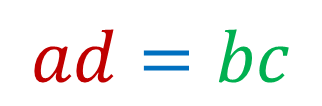 ad = bc